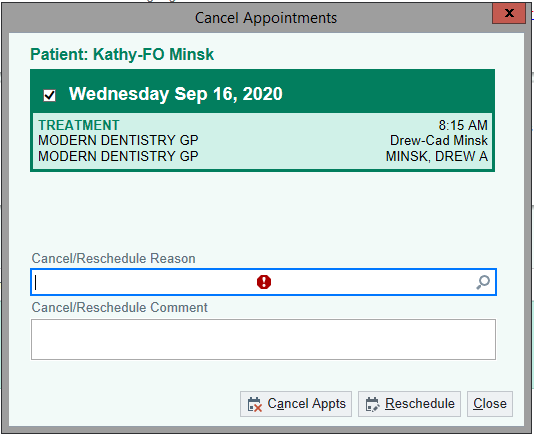 Cancel Appointments
x
Patient: Kathy-FO Minsk
Wednesday Sep 16, 2020
TREATMENT 8:15 AM
MODERN DENTISTRY GP Drew-Cad Minsk
MODERN DENTISTRY GP MINSK, DREW A
Cancel/Reschedule Reason
Cancel/Reschedule Comment
Cancel Appts Reschedule Close